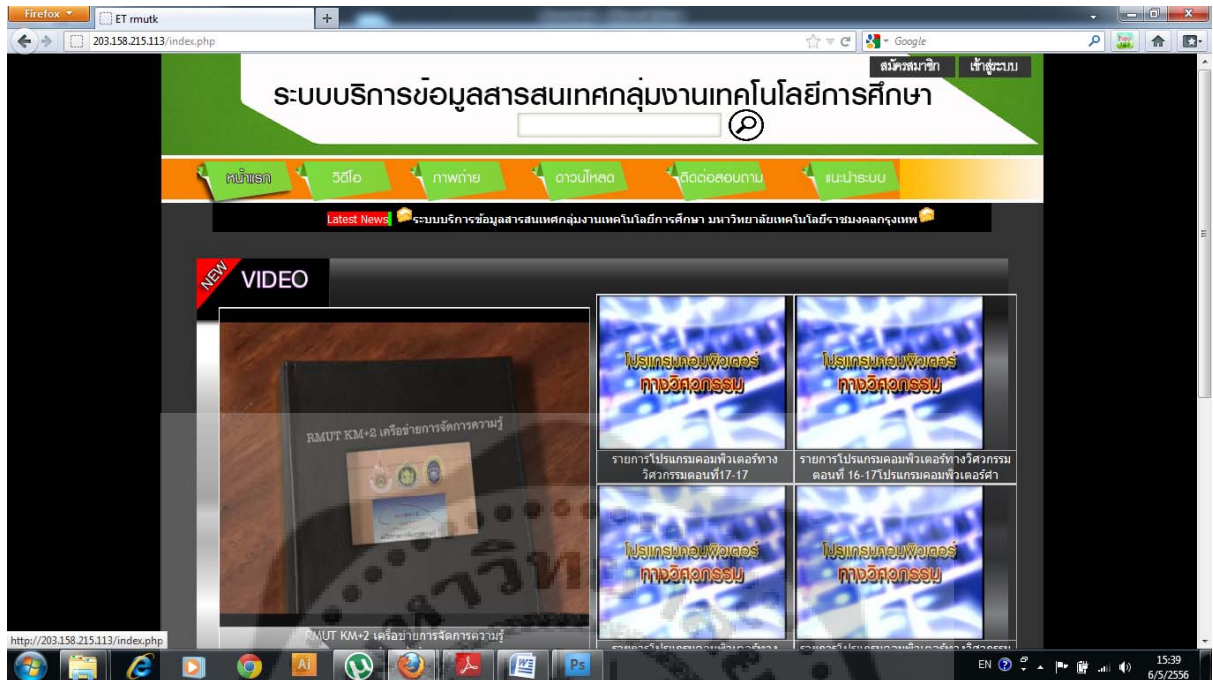 Firefox
ET rmutk
203.158.215.113/index.php
Google
สมัครสมาชิก เข้าสู่ระบบ
ระบบบริการข้อมูลสารสนเทศกลุ่มงานเทคโนโลยีการศึกษา
หน้าแรก วิดีโอ ภาพถ่าย ดาวน์โหลด ติดต่อสอบถาม แนะนำระบบ
Latest News ระบบบริการข้อมูลสารสนเทศกลุ่มงานเทคโนโลยีการศึกษา มหาวิทยาลัยเทคโนโลยีราชมงคลกรุงเทพ
NEW VIDEO
RMUT KM+2 เครือข่ายการจัดการความรู้
โปรแกรมคอมพิวเตอร์
ทางวิศวกรรม
โปรแกรมคอมพิวเตอร์
ทางวิศวกรรม
รายการโปรแกรมคอมพิวเตอร์ทาง
วิศวกรรมตอนที่17-17
รายการโปรแกรมคอมพิวเตอร์ทางวิศวกรรม
ตอนที่ 16-17โปรแกรมคอมพิวเตอร์ศา
โปรแกรมคอมพิวเตอร์
ทางวิศวกรรม
โปรแกรมคอมพิวเตอร์
ทางวิศวกรรม
RMUT KM+2 เครือข่ายการจัดการความรู้
http://203.158.215.113/index.php
Ai
Ps
EN
15:39
6/5/2556